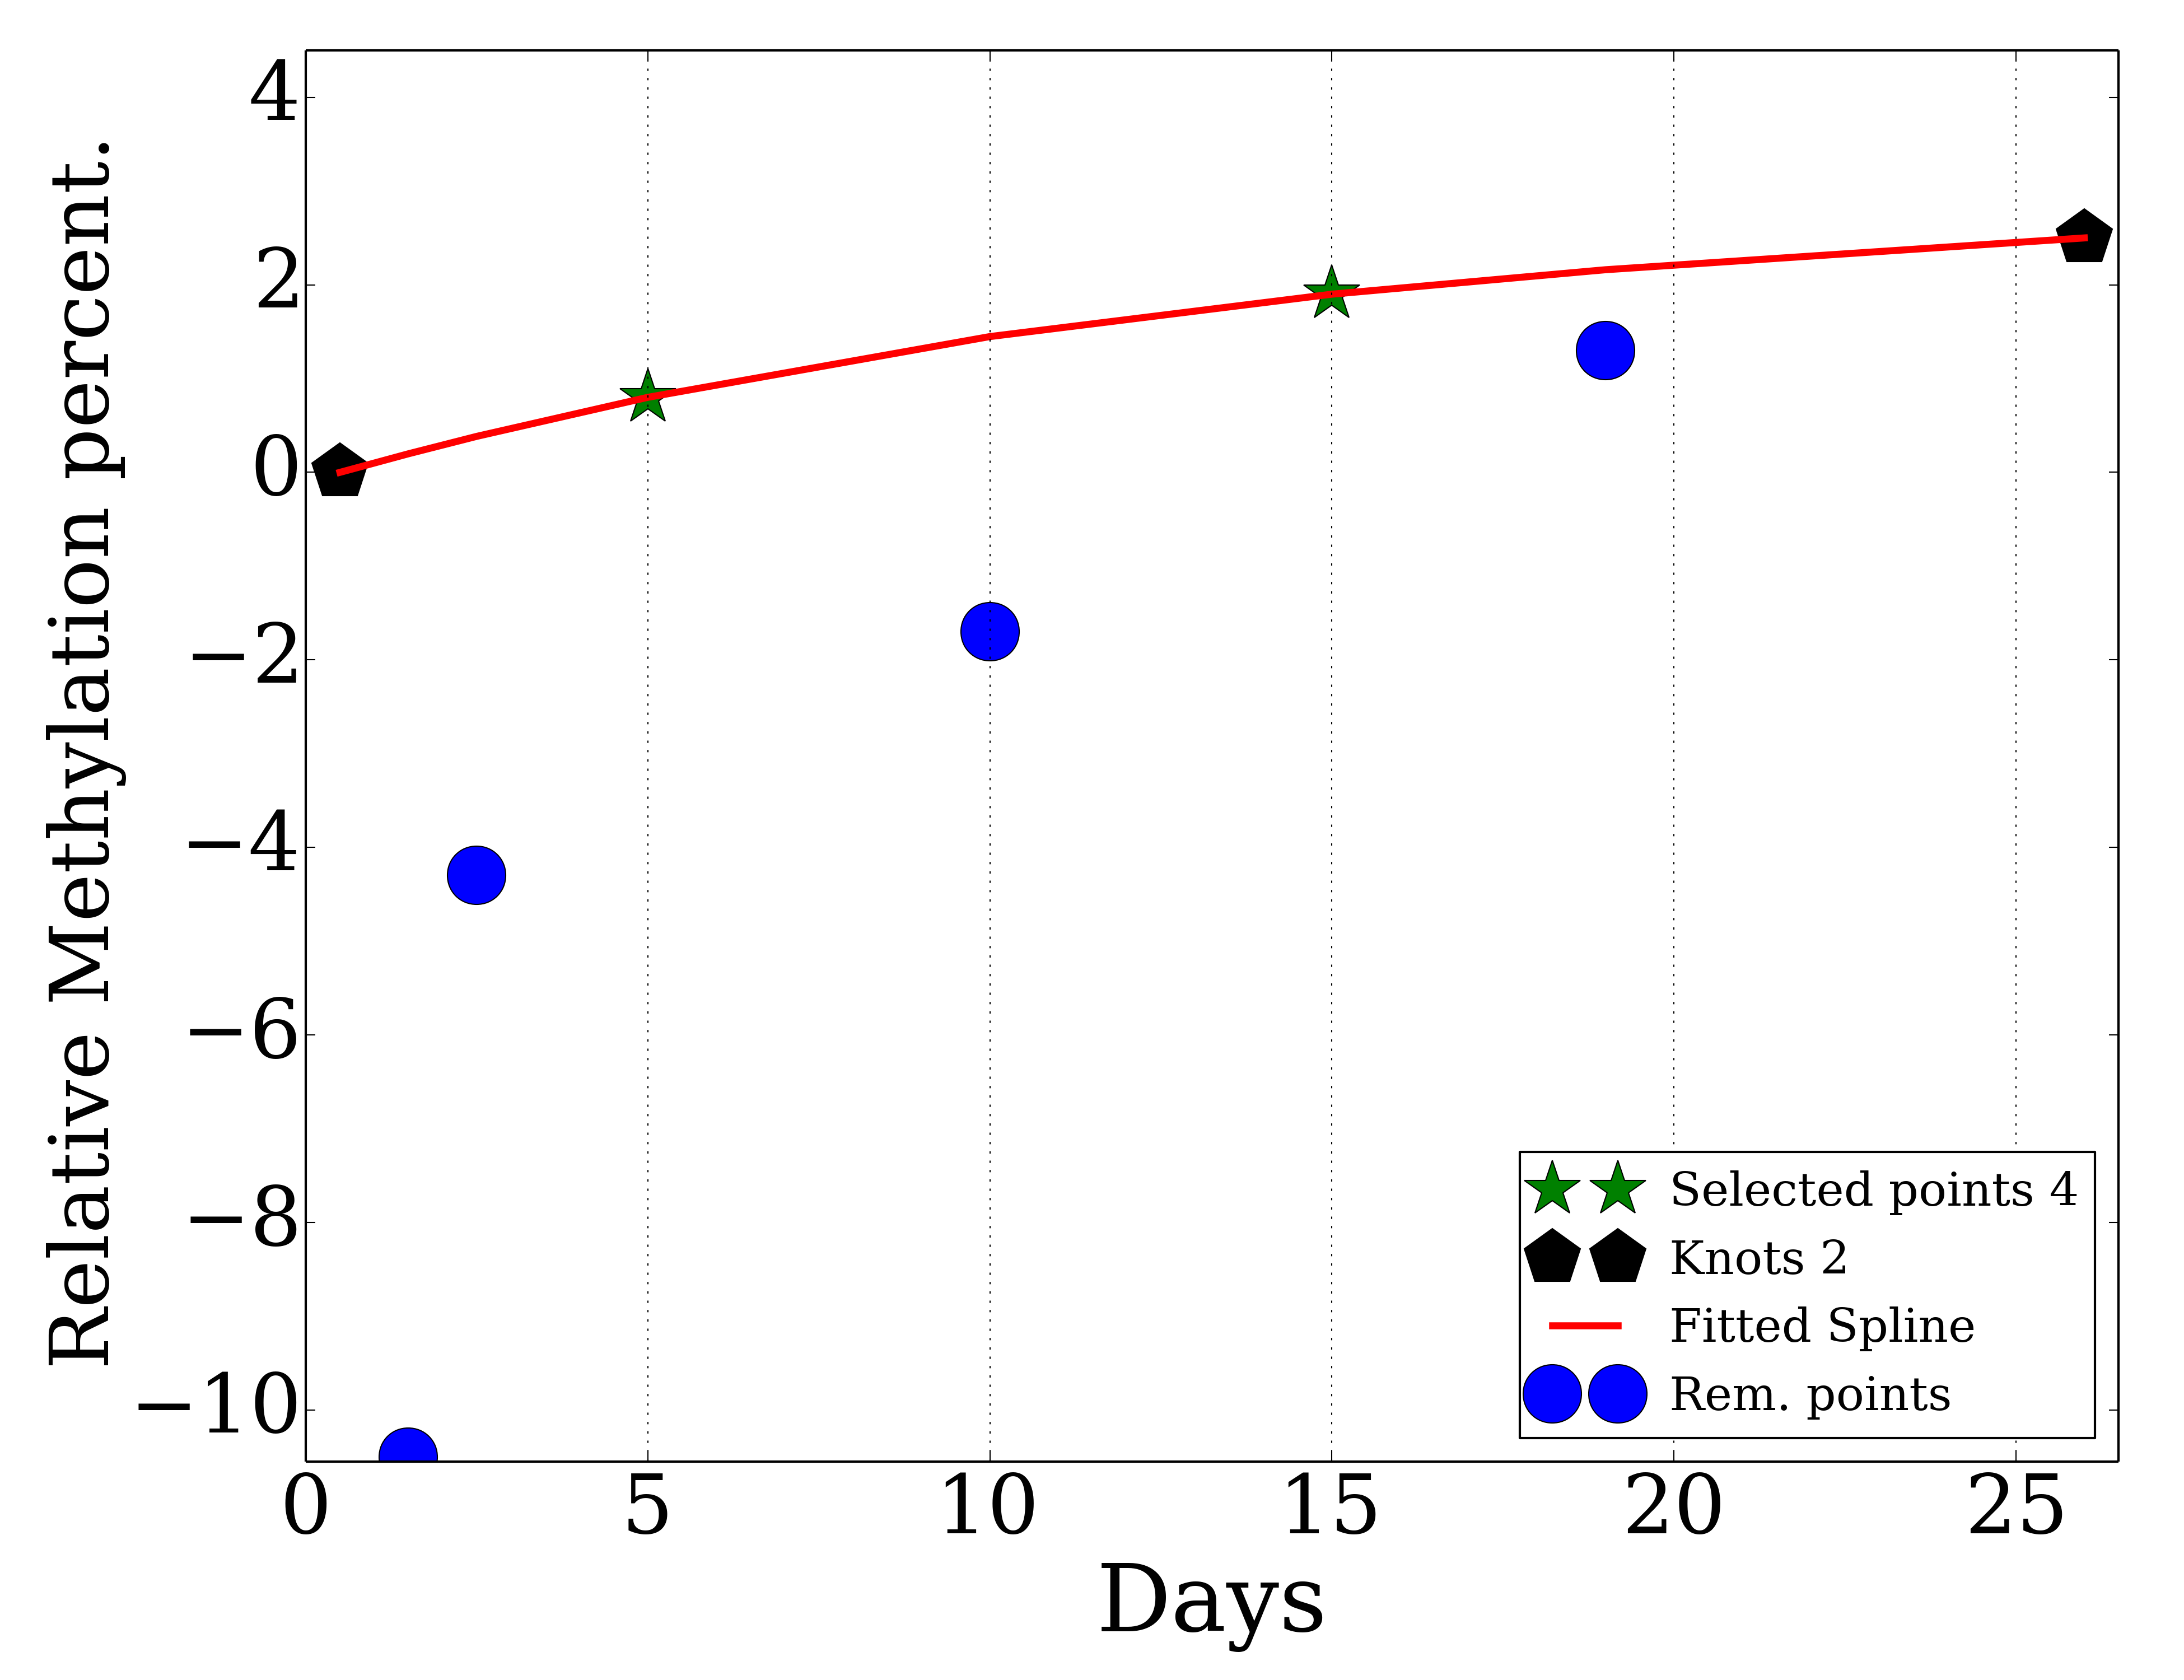 Relative Methylation percent.
4
2
0
−2
−4
−6
−8
−10
0 5 10 15 20 25
Days
Selected points 4
Knots 2
Fitted Spline
Rem. points